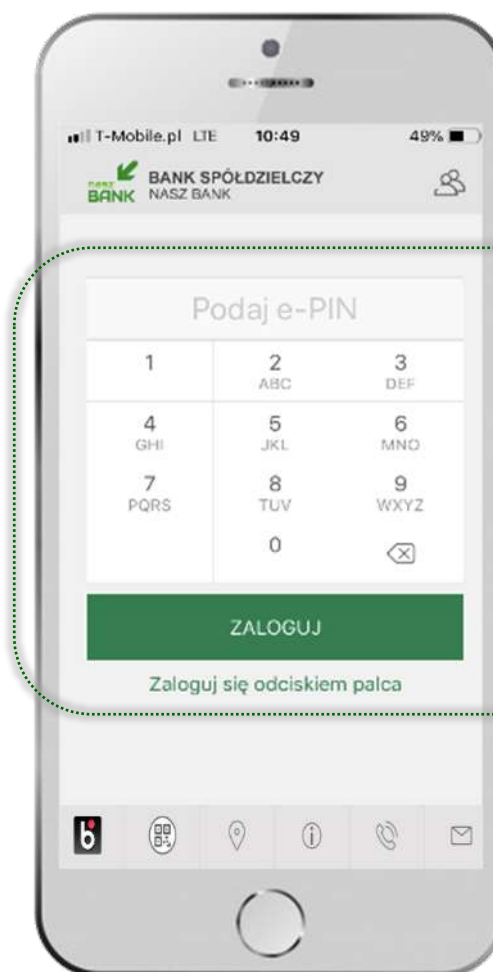 T-Mobile.pl LTE 10:49 49%
nasz BANK
BANK SPÓŁDZIELCZY
NASZ BANK
Podaj e-PIN
1 2 3
ABC DEF
4 5 6
GHI JKL MNO
7 8 9
PQRS TUV WXYZ
0
ZALOGUJ
Zaloguj się odciskiem palca
b
i